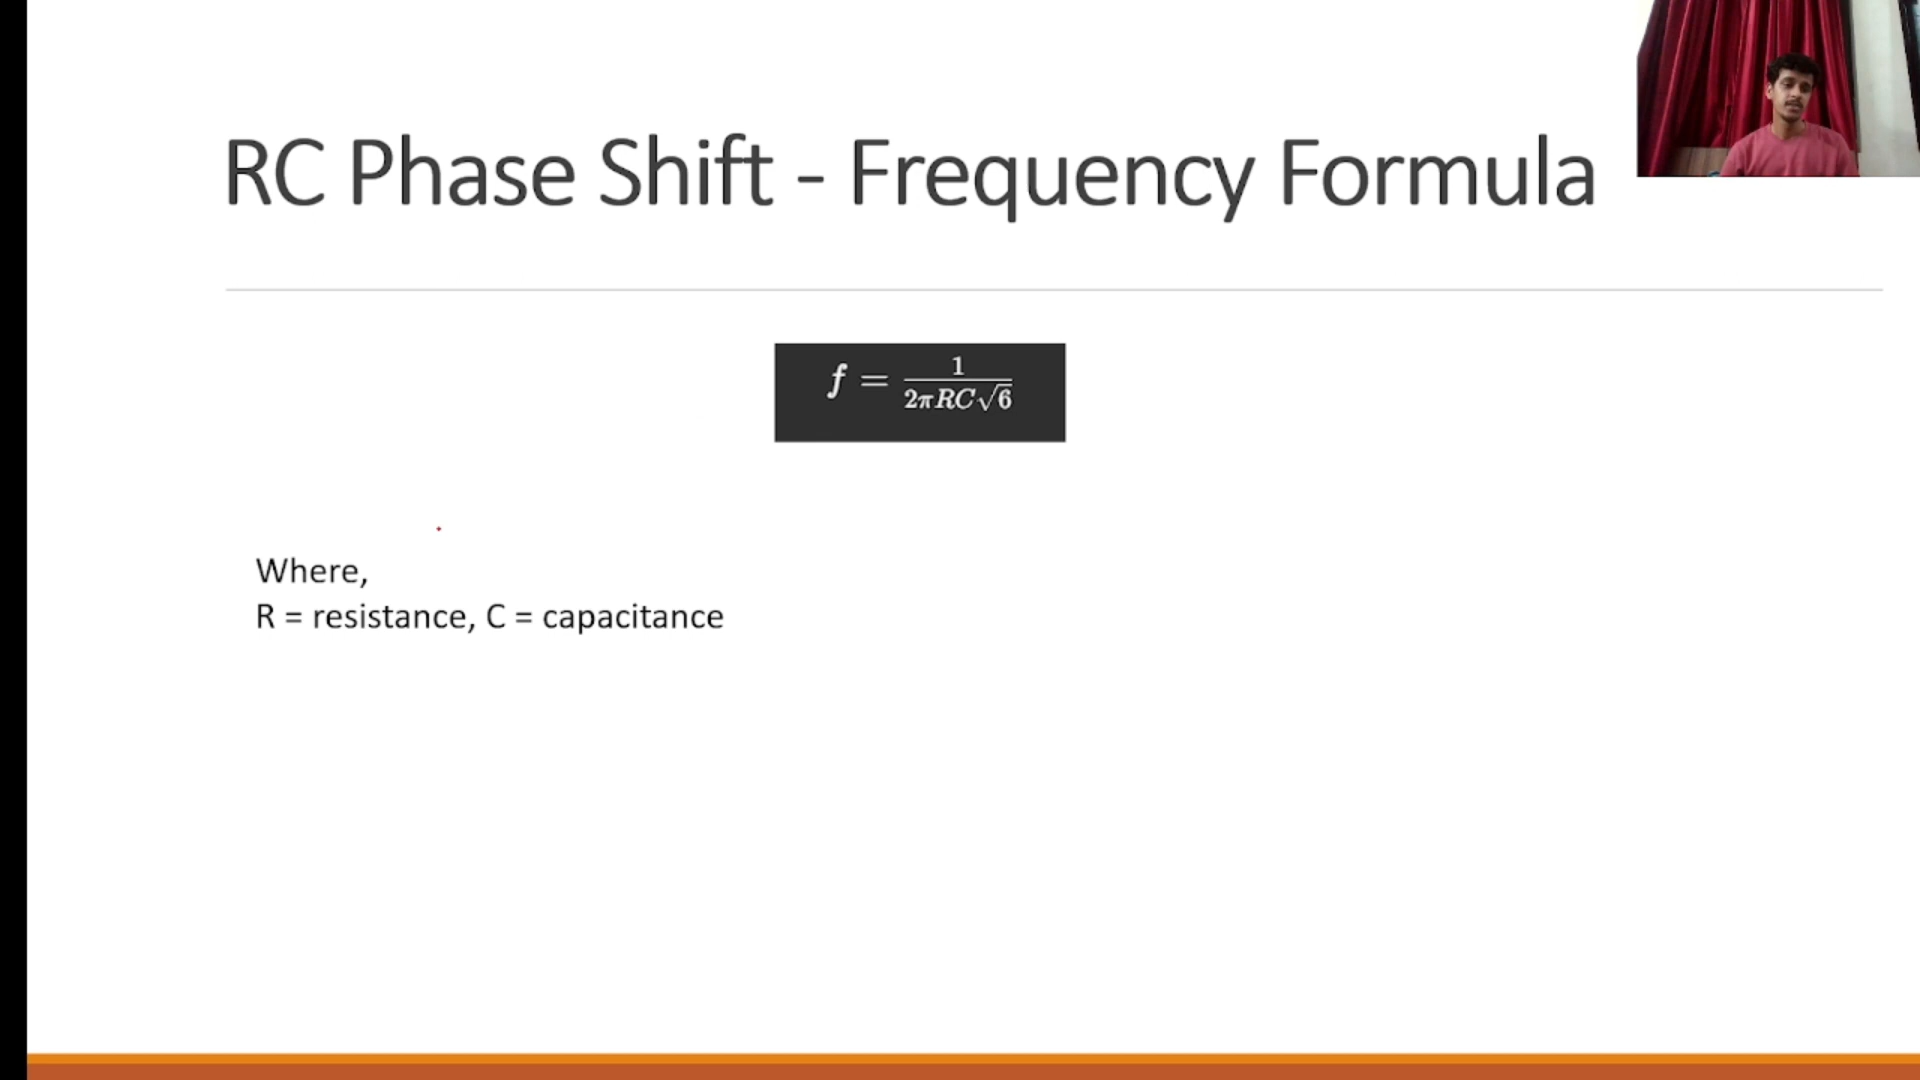 RC Phase Shift - Frequency Formula
f = 1 / 2πRC√6
Where,
R = resistance, C = capacitance